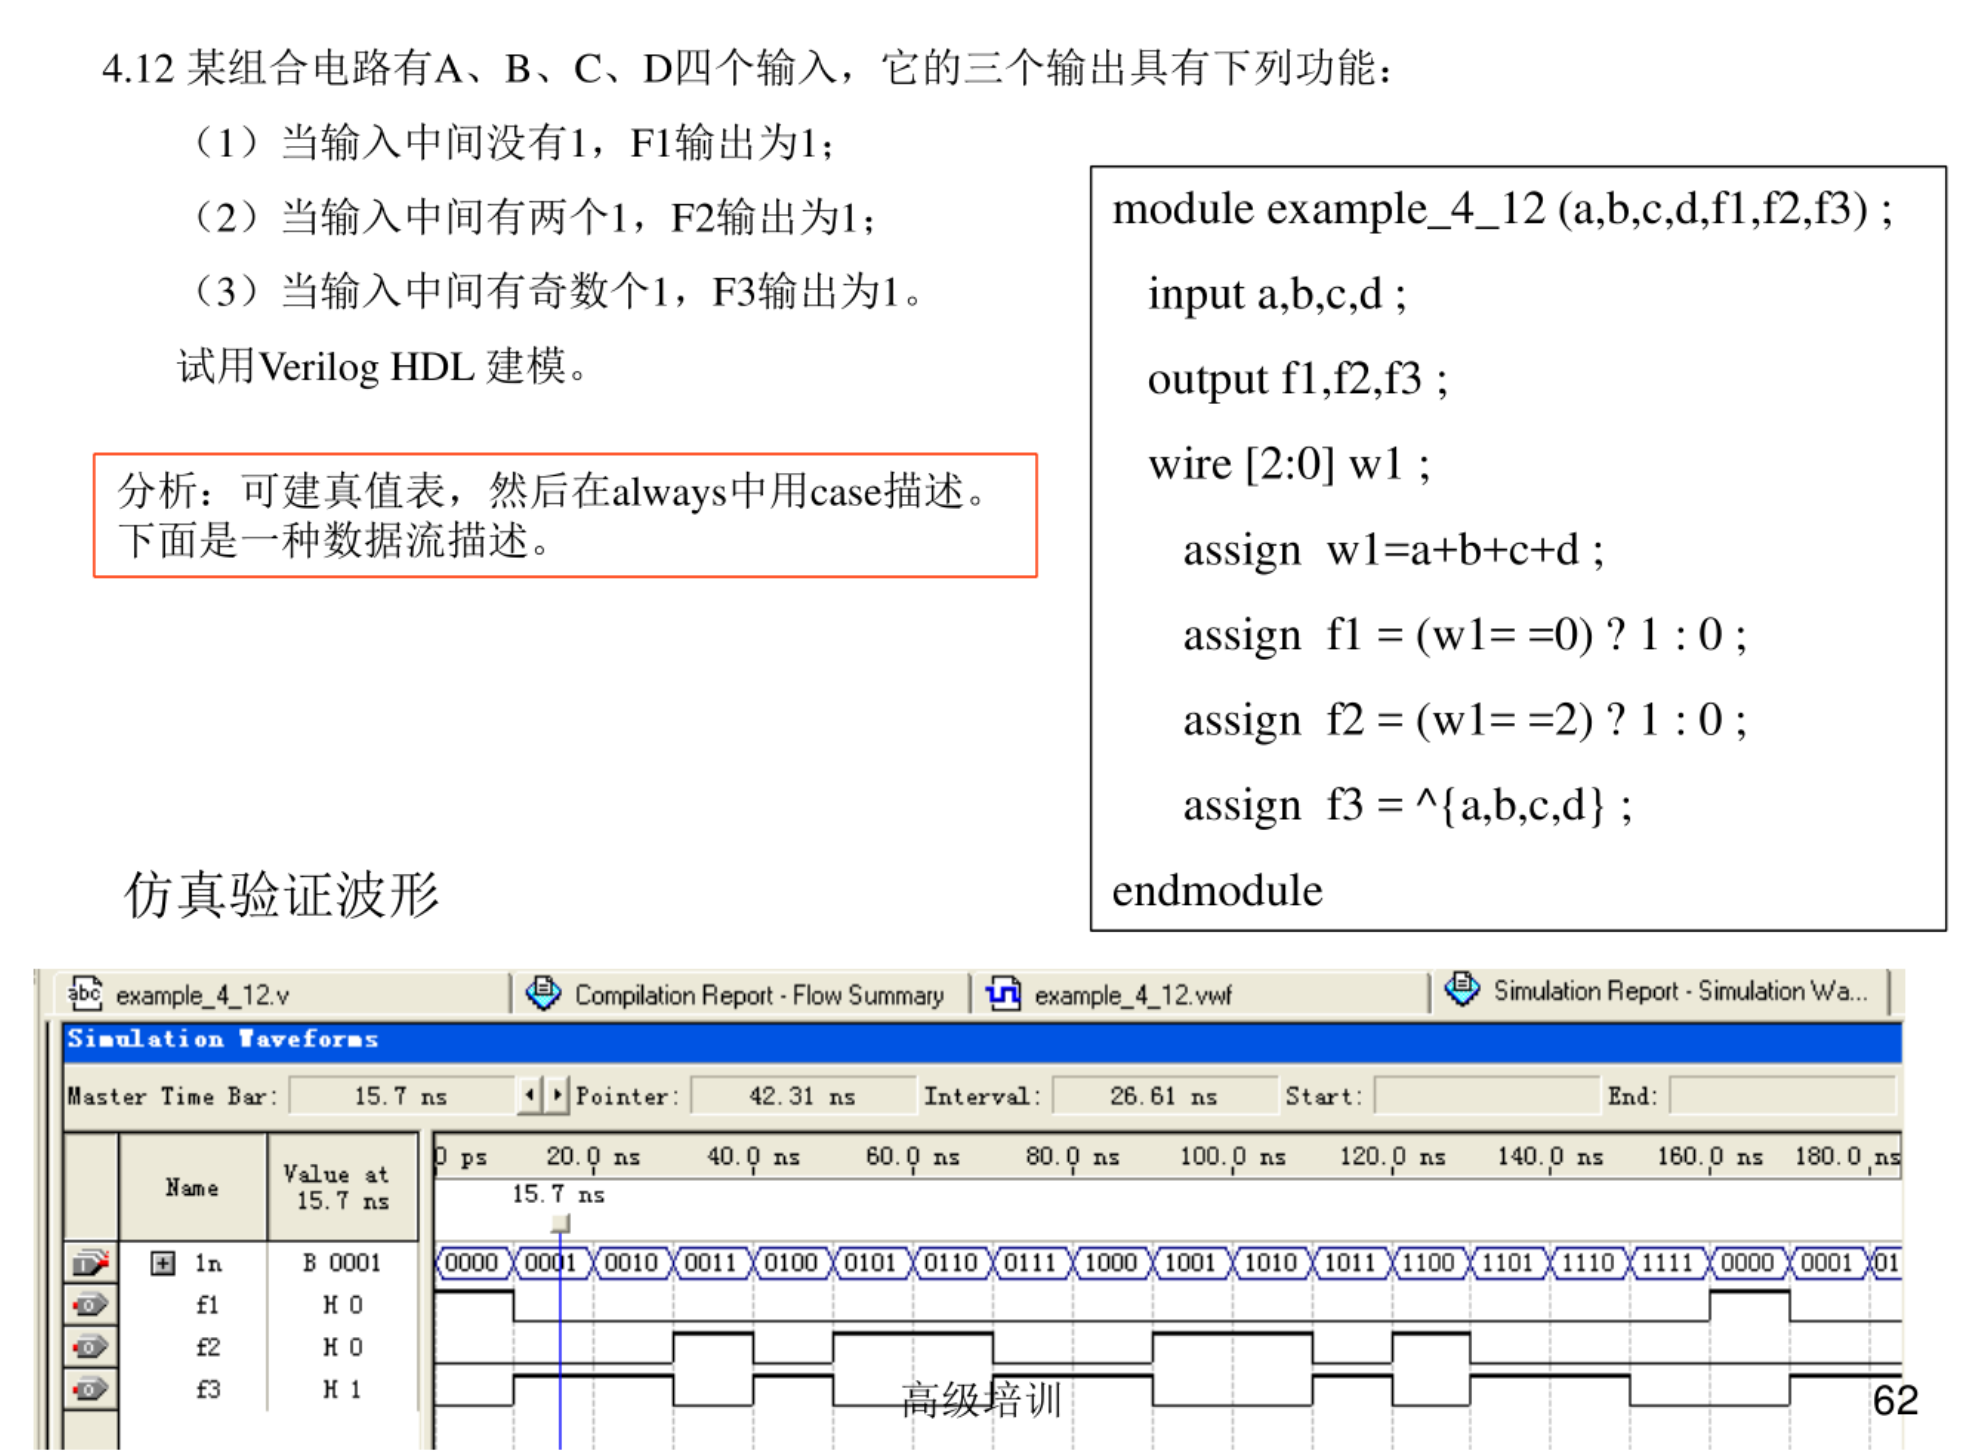 4.12 某组合电路有A、B、C、D四个输入，它的三个输出具有下列功能：
（1）当输入中间没有1，F1输出为1；
（2）当输入中间有两个1，F2输出为1；
（3）当输入中间有奇数个1，F3输出为1。
试用Verilog HDL 建模。
分析：可建真值表，然后在always中用case描述。
下面是一种数据流描述。
module example_4_12 (a,b,c,d,f1,f2,f3) ;
input a,b,c,d ;
output f1,f2,f3 ;
wire [2:0] w1 ;
assign w1=a+b+c+d ;
assign f1 = (w1= =0) ? 1 : 0 ;
assign f2 = (w1= =2) ? 1 : 0 ;
assign f3 = ^{a,b,c,d} ;
endmodule
仿真验证波形
abc example_4_12.v Compilation Report - Flow Summary example_4_12.vwf Simulation Report - Simulation Wa...
Simulation Waveforms
Master Time Bar: 15.7 ns Pointer: 42.31 ns Interval: 26.61 ns Start: End:
0 ps 20.0 ns 40.0 ns 60.0 ns 80.0 ns 100.0 ns 120.0 ns 140.0 ns 160.0 ns 180.0 ns
Name Value at
15.7 ns
15.7 ns
ln B 0001 0000 0001 0010 0011 0100 0101 0110 0111 1000 1001 1010 1011 1100 1101 1110 1111 0000 0001 01
f1 H 0
f2 H 0
f3 H 1
高级培训
62